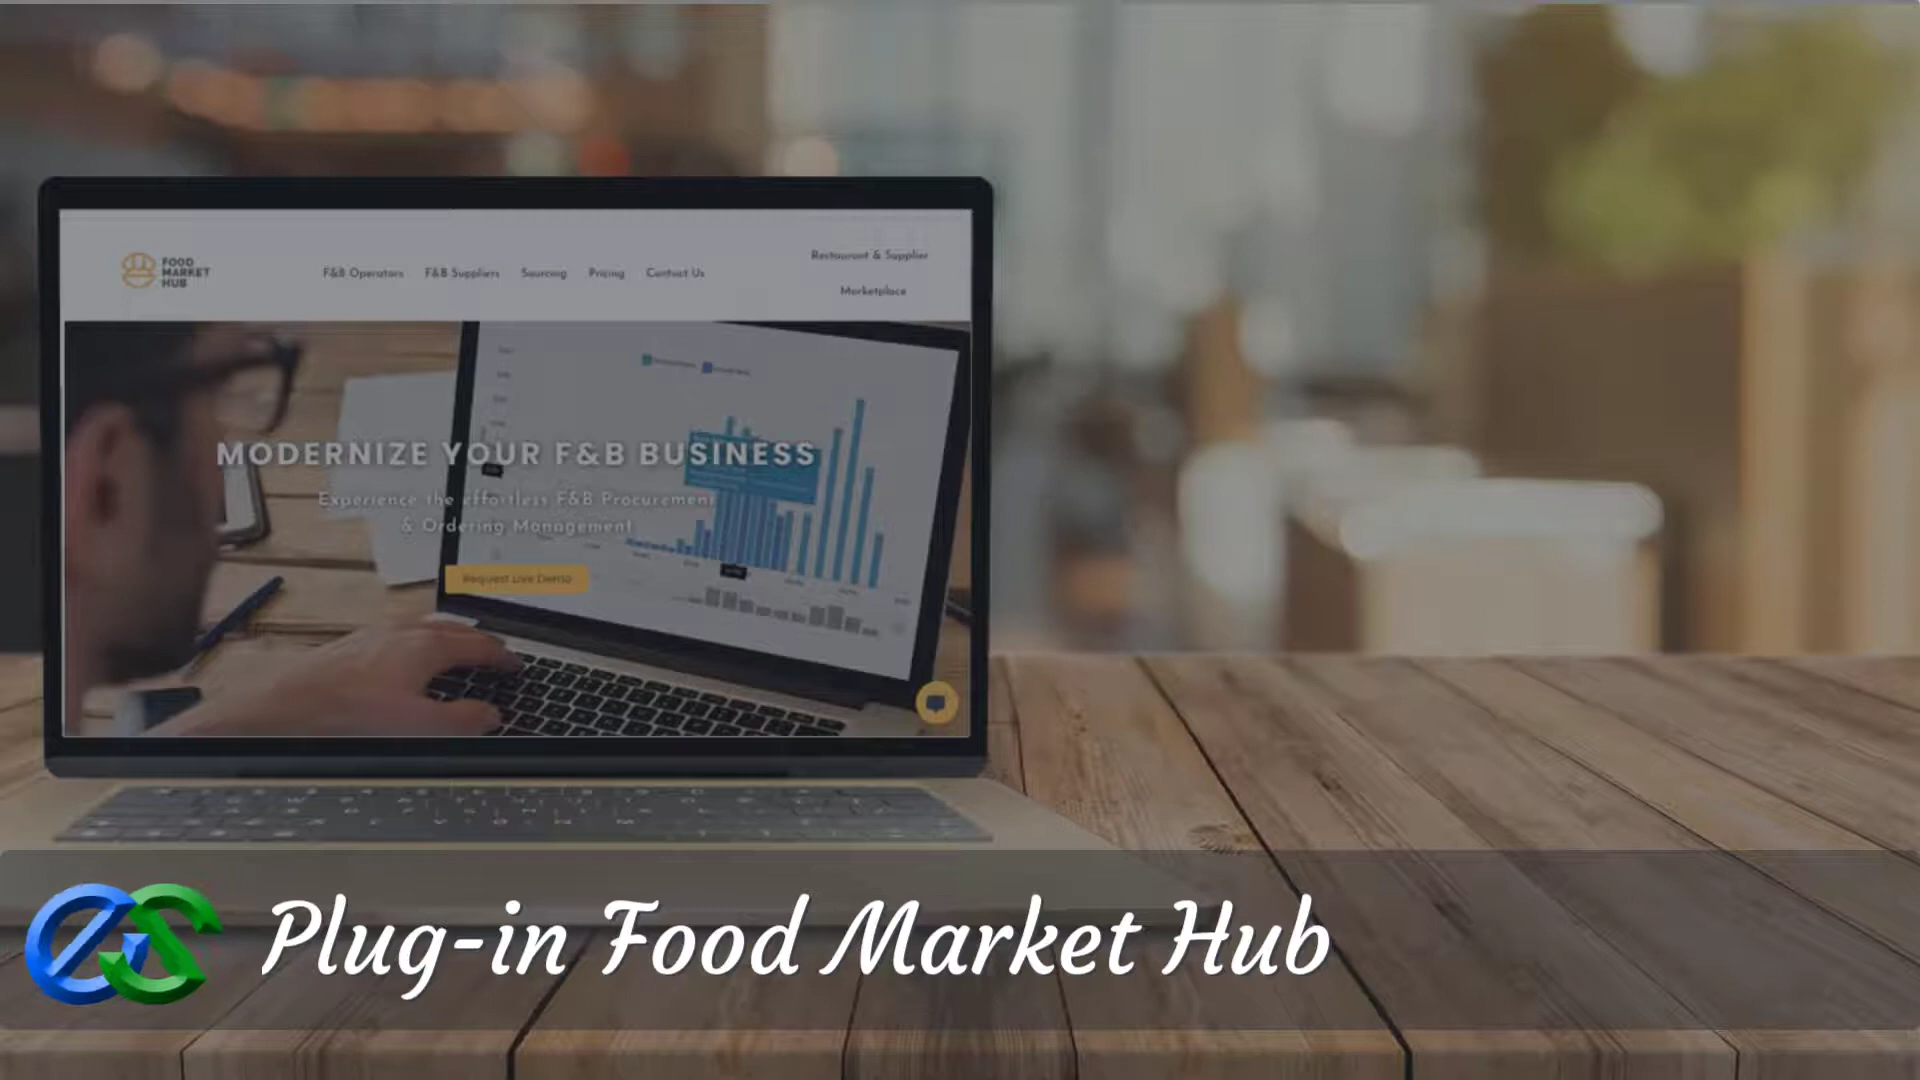 FOOD
MARKET
HUB
F&B Operators F&B Suppliers Sourcing Pricing Contact Us
Restaurant & Supplier
Marketplace
MODERNIZE YOUR F&B BUSINESS
Experience the effortless F&B Procurement
& Ordering Management
Request Live Demo
Plug-in Food Market Hub